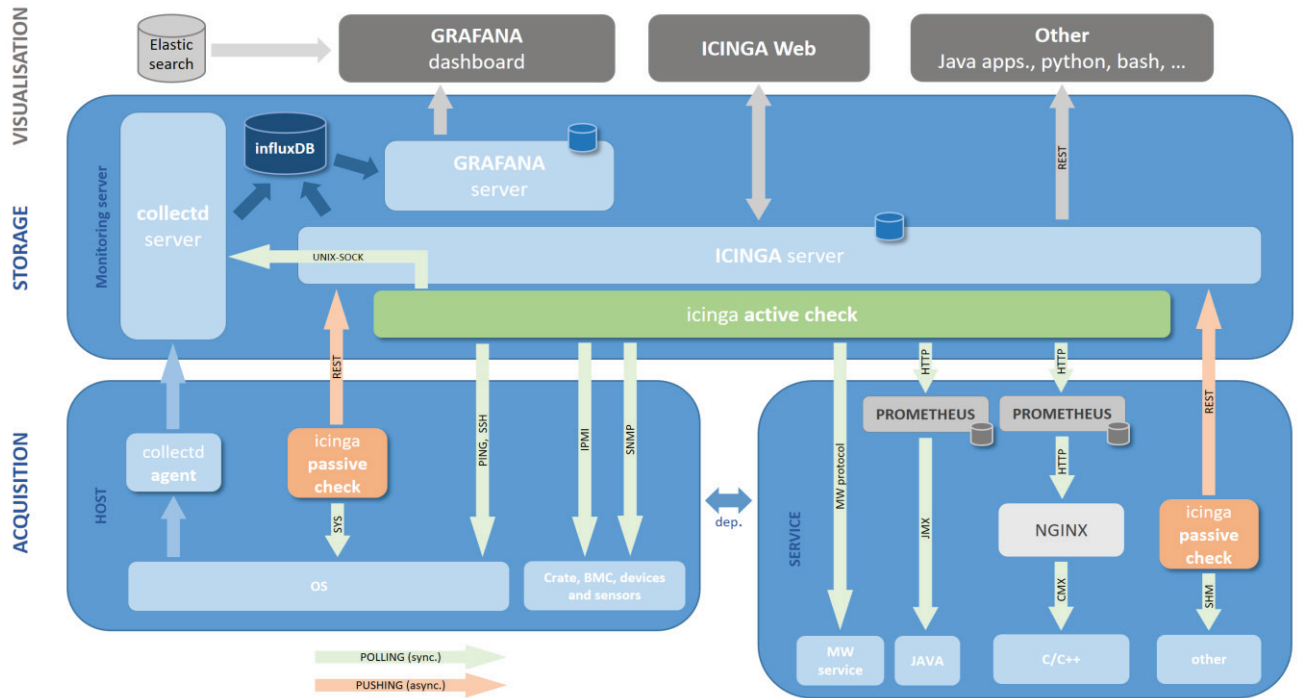 VISUALISATION
Elastic
search
GRAFANA
dashboard
ICINGA Web
Other
Java apps., python, bash, ...
STORAGE
Monitoring server
collectd
server
influxDB
GRAFANA
server
REST
UNIX-SOCK
ICINGA server
icinga active check
ACQUISITION
HOST
collectd
agent
REST
icinga
passive
check
SYS
PING, SSH
IPMI
SNMP
OS
Crate, BMC, devices
and sensors
dep.
SERVICE
MW protocol
HTTP
PROMETHEUS
JMX
HTTP
PROMETHEUS
HTTP
NGINX
CMX
REST
icinga
passive
check
SHM
MW
service
JAVA
C/C++
other
POLLING (sync.)
PUSHING (async.)